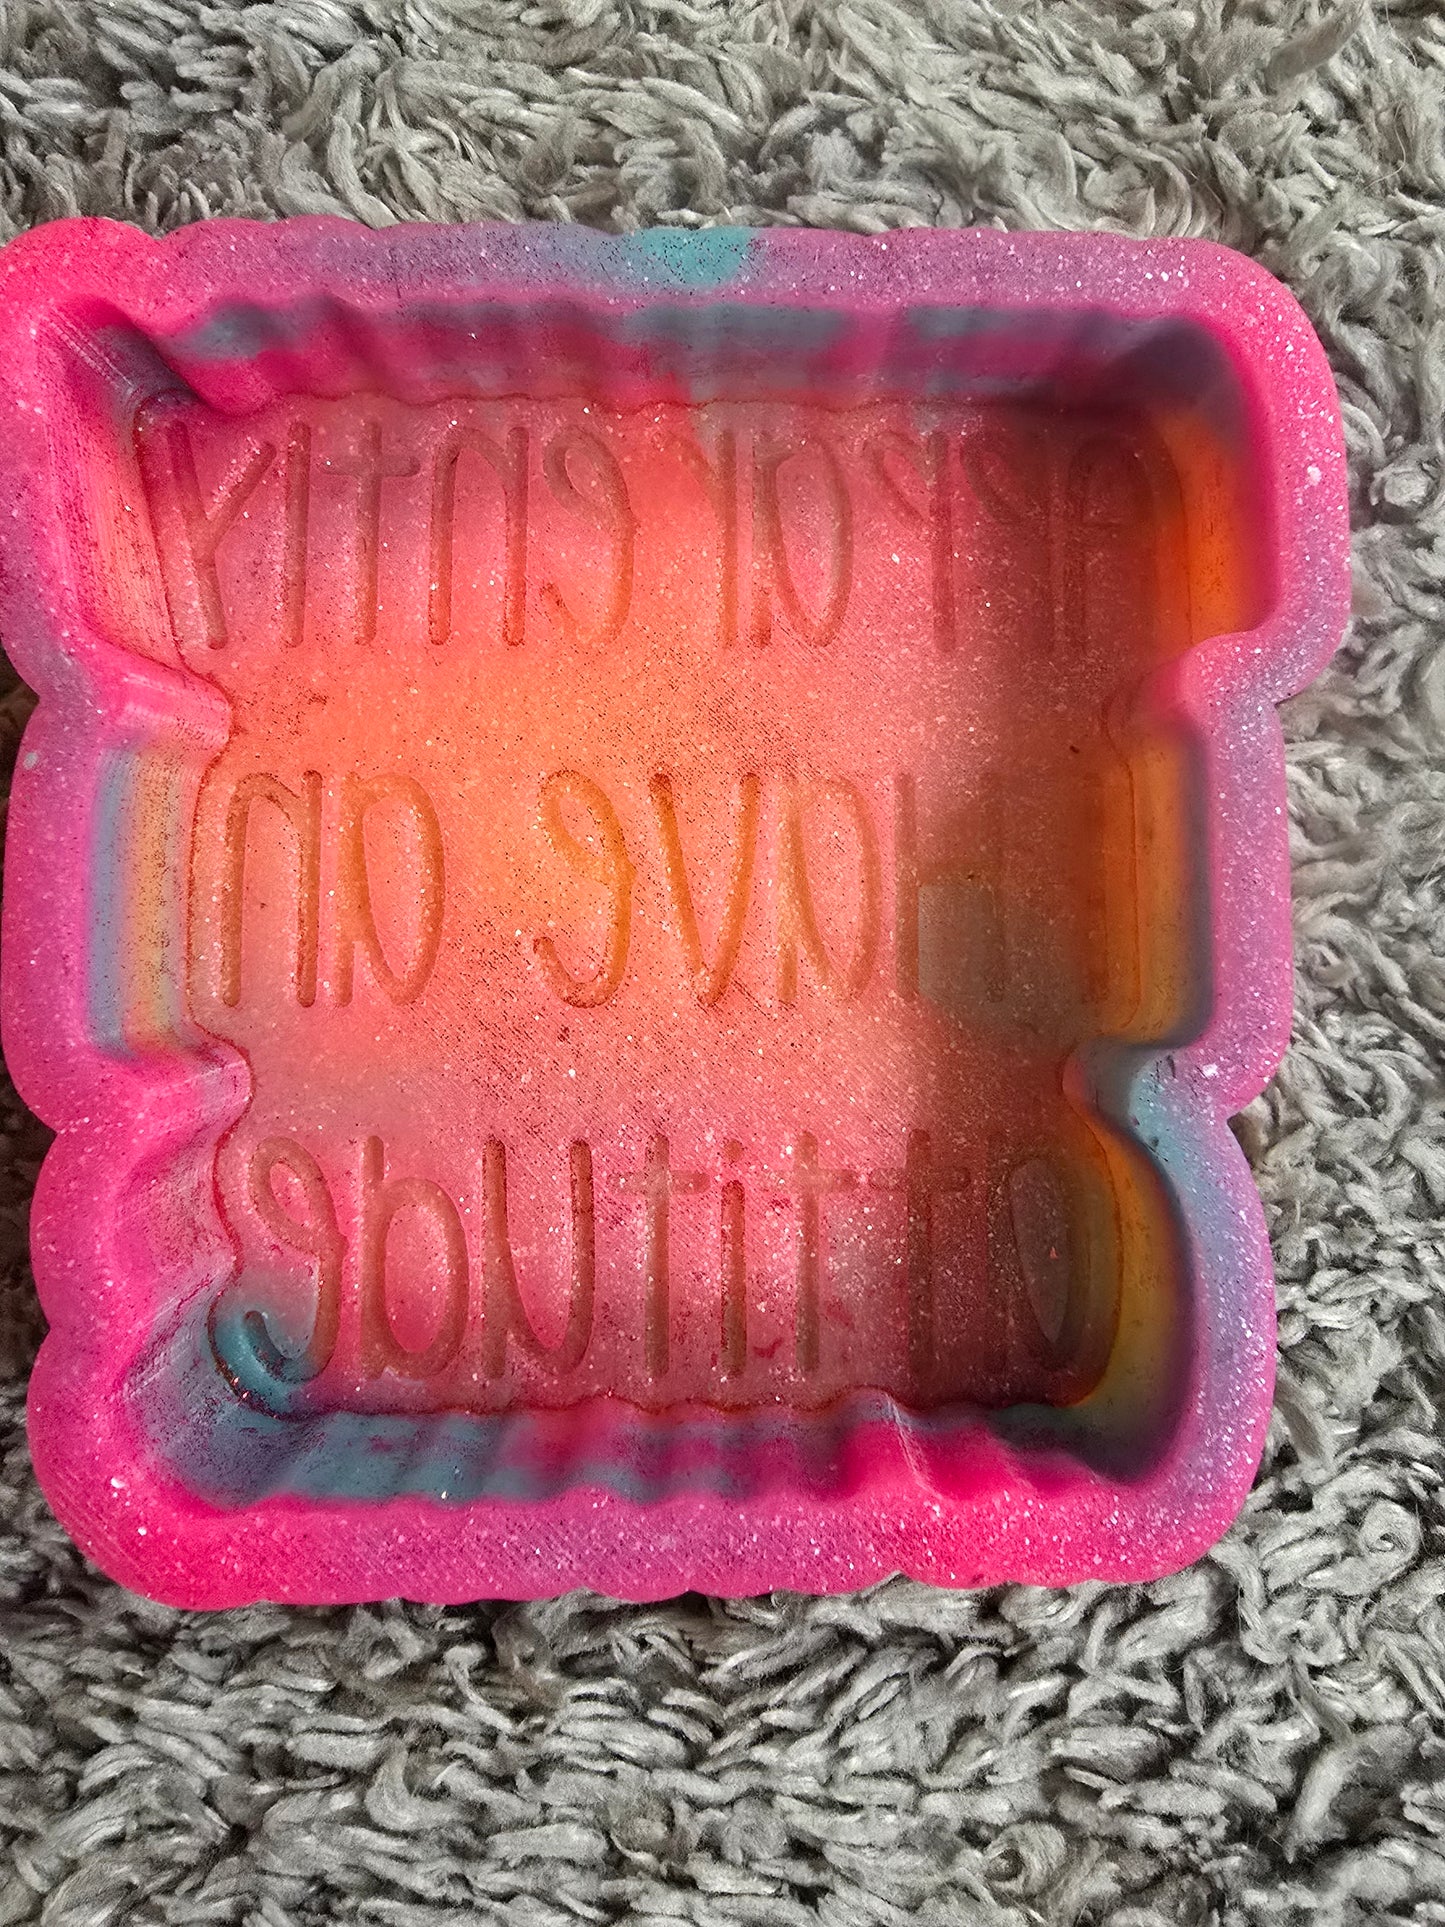 Apparently
I Have an
attitude